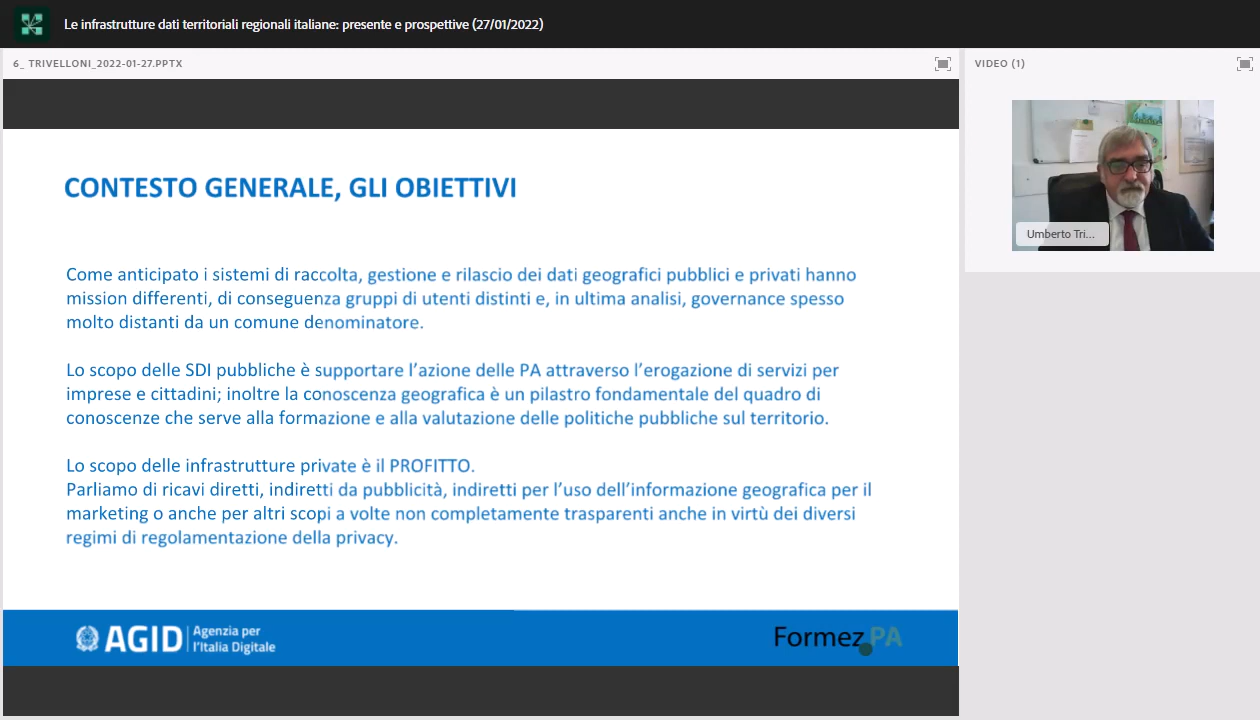 Le infrastrutture dati territoriali regionali italiane: presente e prospettive (27/01/2022)
6_ TRIVELLONI_2022-01-27.PPTX
VIDEO (1)
CONTESTO GENERALE, GLI OBIETTIVI
Come anticipato i sistemi di raccolta, gestione e rilascio dei dati geografici pubblici e privati hanno
mission differenti, di conseguenza gruppi di utenti distinti e, in ultima analisi, governance spesso
molto distanti da un comune denominatore.
Lo scopo delle SDI pubbliche è supportare l'azione delle PA attraverso l'erogazione di servizi per
imprese e cittadini; inoltre la conoscenza geografica è un pilastro fondamentale del quadro di
conoscenze che serve alla formazione e alla valutazione delle politiche pubbliche sul territorio.
Lo scopo delle infrastrutture private è il PROFITTO.
Parliamo di ricavi diretti, indiretti da pubblicità, indiretti per l'uso dell'informazione geografica per il
marketing o anche per altri scopi a volte non completamente trasparenti anche in virtù dei diversi
regimi di regolamentazione della privacy.
Umberto Tri...
AGID
Agenzia per
l'Italia Digitale
Formez PA